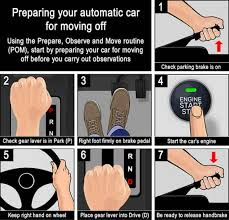 Preparing your automatic car
for moving off
Using the Prepare, Observe and Move routine
(POM), start by preparing your car for moving
off before you carry out observations
1
Check parking brake is on
2
R
N
Check gear lever is in Park (P)
3
Right foot firmly on brake pedal
4
ENGINE
START
STOP
Start the car's engine
5
Keep right hand on wheel
6
R
N
Place gear lever into Drive (D)
7
Be ready to release handbrake